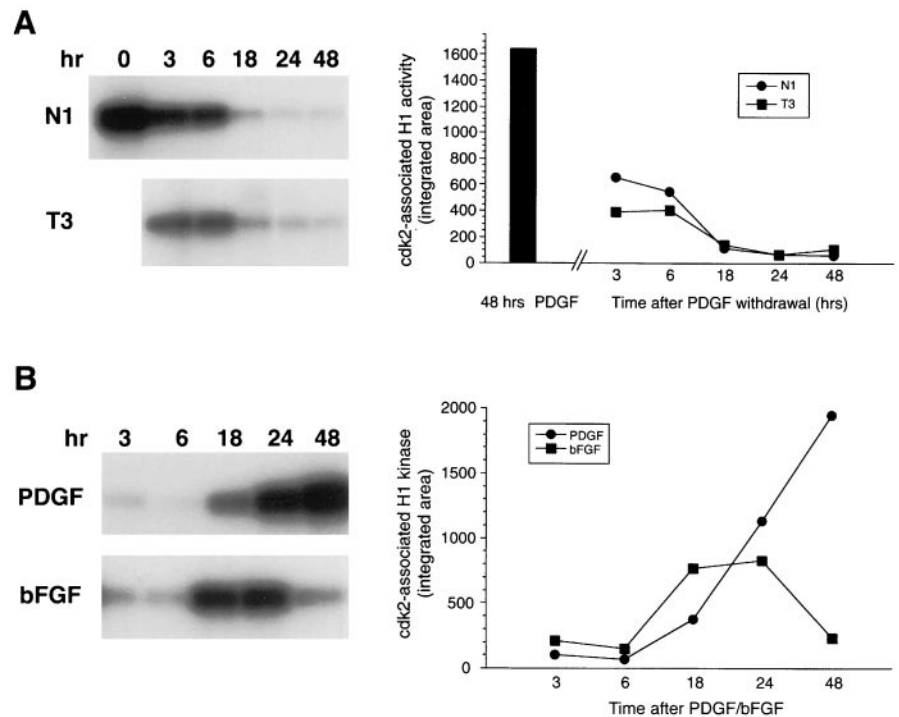 A
hr 0 3 6 18 24 48
N1
T3
cdk2-associated H1 activity
(integrated area)
1600
1400
1200
1000
800
600
400
200
0
N1
T3
3 6 18 24 48
48 hrs PDGF
Time after PDGF withdrawal (hrs)
B
hr 3 6 18 24 48
PDGF
bFGF
cdk2-associated H1 kinase
(integrated area)
2000
1500
1000
500
0
PDGF
bFGF
3 6 18 24 48
Time after PDGF/bFGF